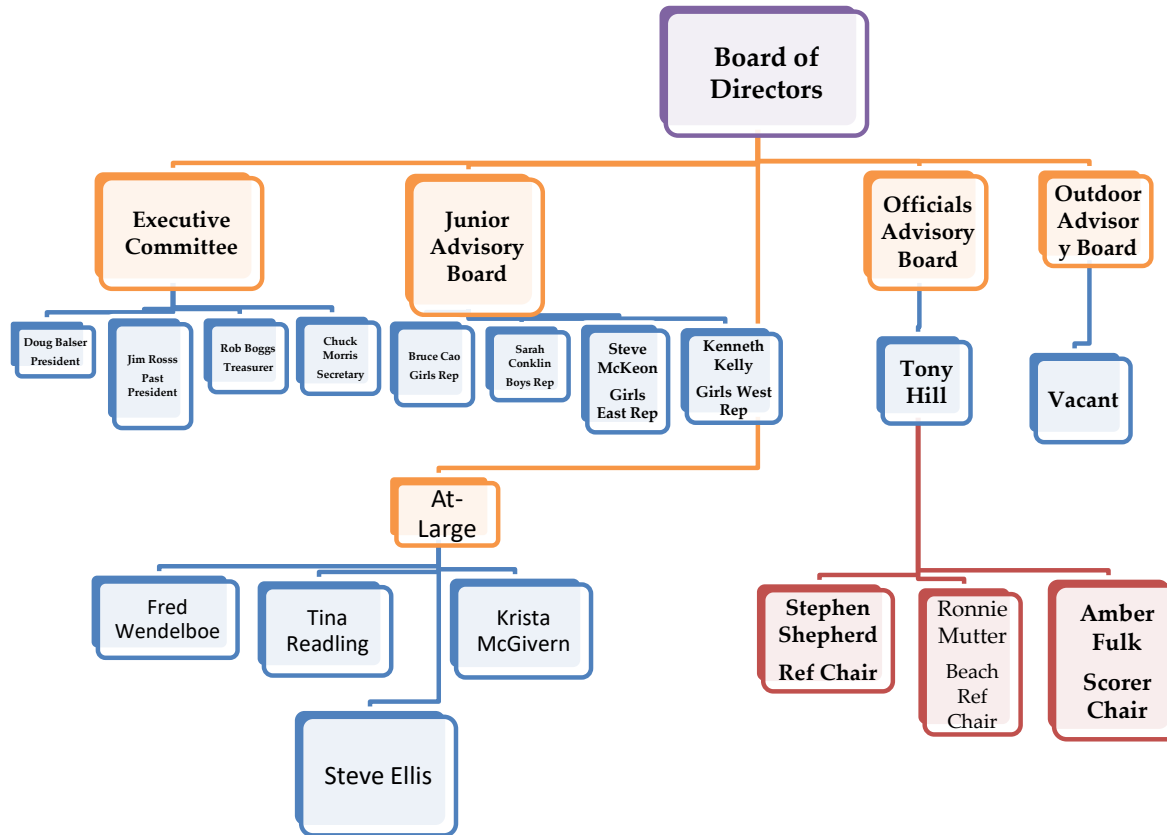 Board of
Directors
Executive
Committee
Junior
Advisory
Board
Officials
Advisory
Board
Outdoor
Advisor
y Board
Doug Balser
President
Jim Rosss
Past
President
Rob Boggs
Treasurer
Chuck
Morris
Secretary
Bruce Cao
Girls Rep
Sarah
Conklin
Boys Rep
Steve
McKeon
Girls
East Rep
Kenneth
Kelly
Girls West
Rep
Tony
Hill
Vacant
At-
Large
Fred
Wendelboe
Tina
Readling
Krista
McGivern
Steve Ellis
Stephen
Shepherd
Ref Chair
Ronnie
Mutter
Beach
Ref
Chair
Amber
Fulk
Scorer
Chair